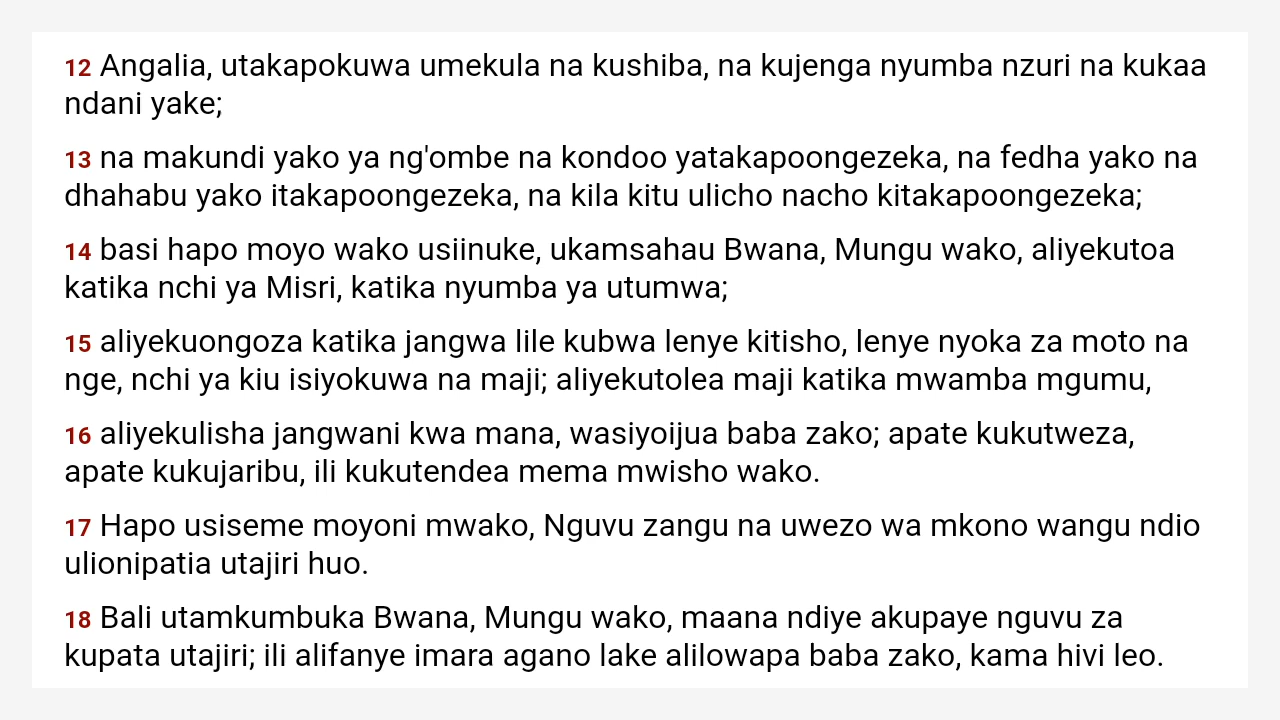 12 Angalia, utakapokuwa umekula na kushiba, na kujenga nyumba nzuri na kukaa
ndani yake;
13 na makundi yako ya ng'ombe na kondoo yatakapoongezeka, na fedha yako na
dhahabu yako itakapoongezeka, na kila kitu ulicho nacho kitakapoongezeka;
14 basi hapo moyo wako usiinuke, ukamsahau Bwana, Mungu wako, aliyekutoa
katika nchi ya Misri, katika nyumba ya utumwa;
15 aliyekuongoza katika jangwa lile kubwa lenye kitisho, lenye nyoka za moto na
nge, nchi ya kiu isiyokuwa na maji; aliyekutolea maji katika mwamba mgumu,
16 aliyekulisha jangwani kwa mana, wasiyoijua baba zako; apate kukutweza,
apate kukujaribu, ili kukutendea mema mwisho wako.
17 Hapo usiseme moyoni mwako, Nguvu zangu na uwezo wa mkono wangu ndio
ulionipatia utajiri huo.
18 Bali utamkumbuka Bwana, Mungu wako, maana ndiye akupaye nguvu za
kupata utajiri; ili alifanye imara agano lake alilowapa baba zako, kama hivi leo.